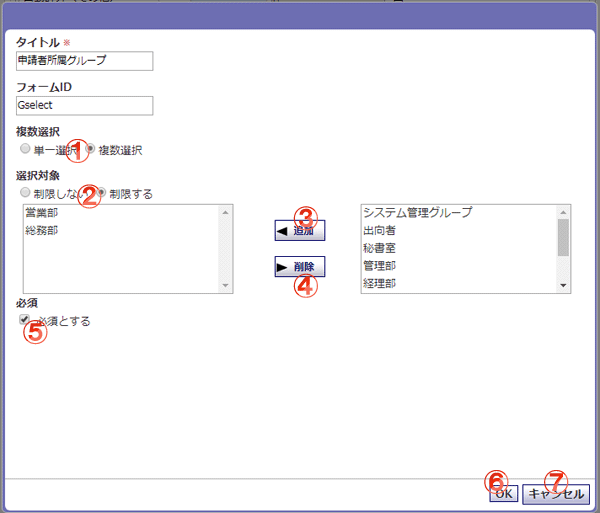 タイトル ※
申請者所属グループ
フォームID
Gselect
複数選択
単一選択 ① 複数選択
選択対象
制限しない ② 制限する
営業部
総務部
③
◀ 追加
▶ 削除
④
システム管理グループ
出向者
秘書室
管理部
経理部
必須
必須とする
⑤
⑥ ⑦
OK キャンセル